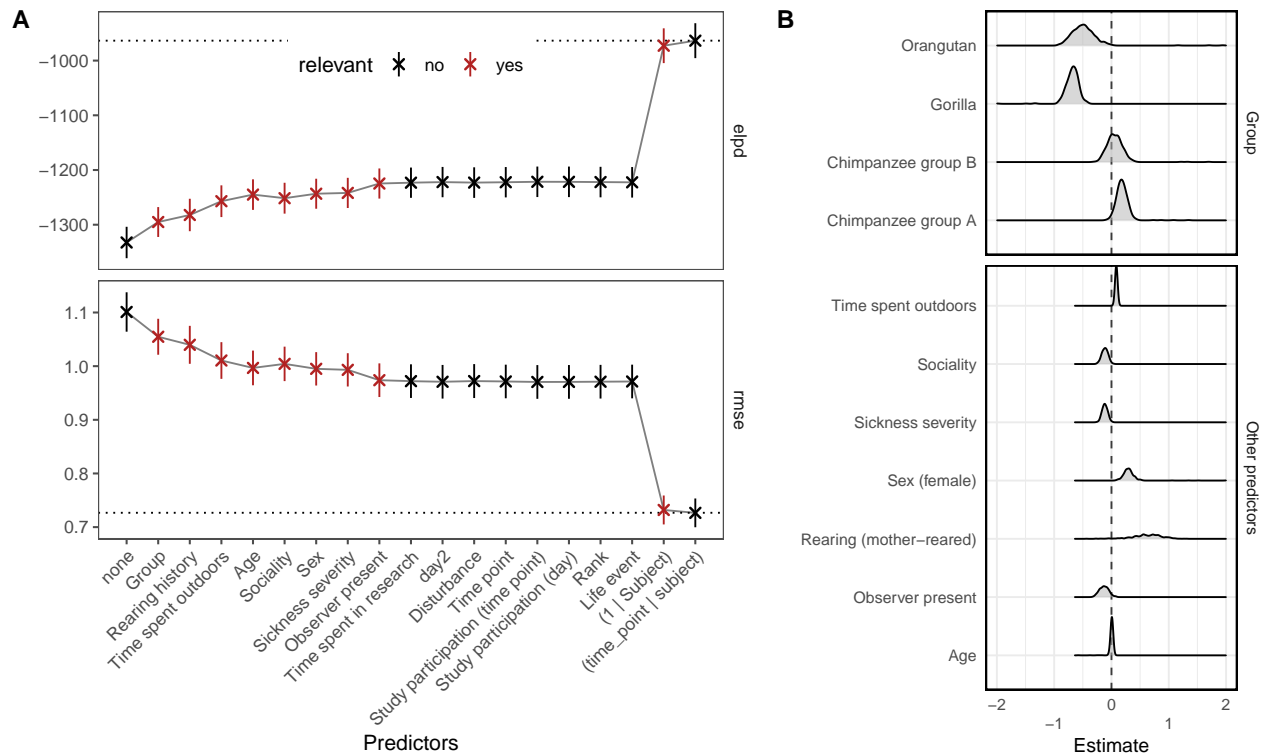 A
−1000
−1100
−1200
−1300
relevant no yes
elpd
1.1
1.0
0.9
0.8
0.7
rmse
none
Group
Rearing history
Time spent outdoors
Age
Sociality
Sex
Sickness severity
Observer present
Time spent in research
day2
Disturbance
Time point
Study participation (time point)
Study participation (day)
Rank
Life event
(1 | Subject)
(time_point | subject)
Predictors
B
Orangutan
Gorilla
Chimpanzee group B
Chimpanzee group A
Group
Time spent outdoors
Sociality
Sickness severity
Sex (female)
Rearing (mother−reared)
Observer present
Age
Other predictors
−2 0 2
−1 1
Estimate